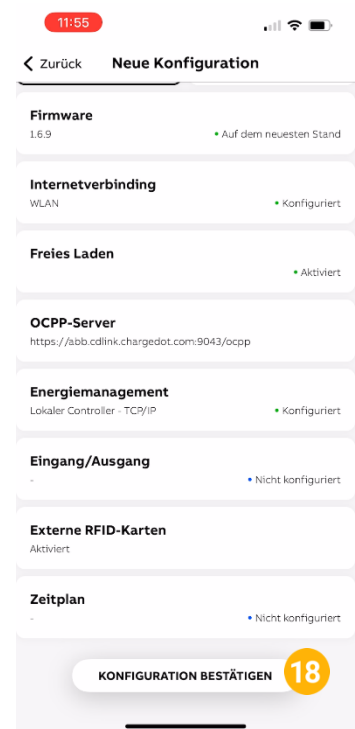 11:55
Zurück Neue Konfiguration
Firmware
1.6.9 Auf dem neuesten Stand
Internetverbinding
WLAN Konfiguriert
Freies Laden
Aktiviert
OCPP-Server
https://abb.cdlink.chargedot.com:9043/ocpp
Energiemanagement
Lokaler Controller - TCP/IP Konfiguriert
Eingang/Ausgang
- Nicht konfiguriert
Externe RFID-Karten
Aktiviert
Zeitplan
- Nicht konfiguriert
KONFIGURATION BESTÄTIGEN 18